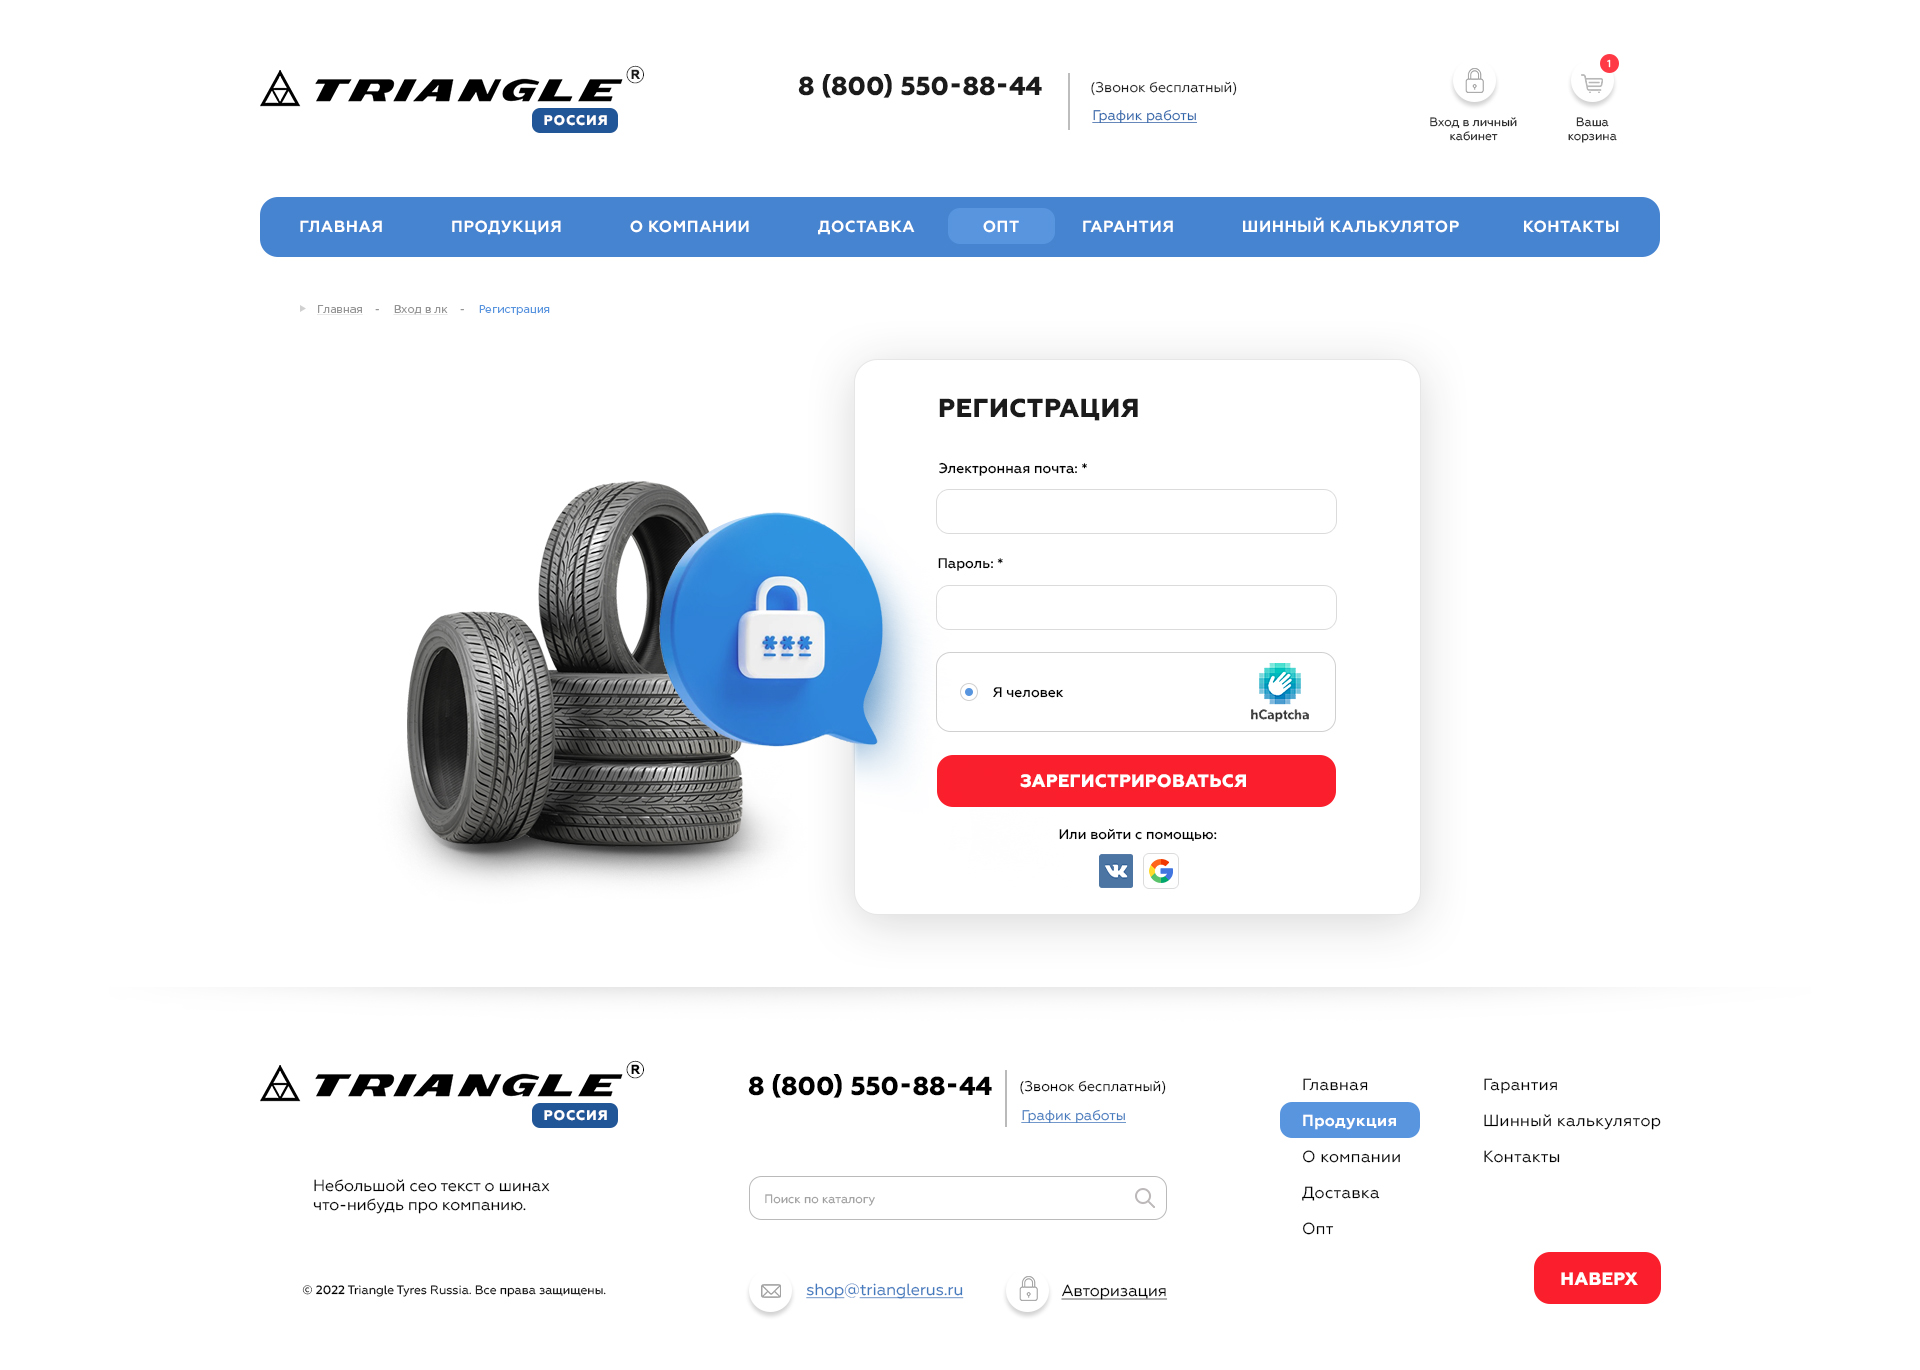 TRIANGLE®
РОССИЯ
8 (800) 550-88-44
(Звонок бесплатный)
График работы
Вход в личный
кабинет
1
Ваша
корзина
ГЛАВНАЯ
ПРОДУКЦИЯ
О КОМПАНИИ
ДОСТАВКА
ОПТ
ГАРАНТИЯ
ШИННЫЙ КАЛЬКУЛЯТОР
КОНТАКТЫ
Главная - Вход в лк - Регистрация
РЕГИСТРАЦИЯ
Электронная почта: *
Пароль: *
***
Я человек
hCaptcha
ЗАРЕГИСТРИРОВАТЬСЯ
Или войти с помощью:
VK
G
TRIANGLE®
РОССИЯ
Небольшой сео текст о шинах
что-нибудь про компанию.
© 2022 Triangle Tyres Russia. Все права защищены.
8 (800) 550-88-44
(Звонок бесплатный)
График работы
Поиск по каталогу
shop@trianglerus.ru
Авторизация
Главная
Продукция
О компании
Доставка
Опт
Гарантия
Шинный калькулятор
Контакты
НАВЕРХ